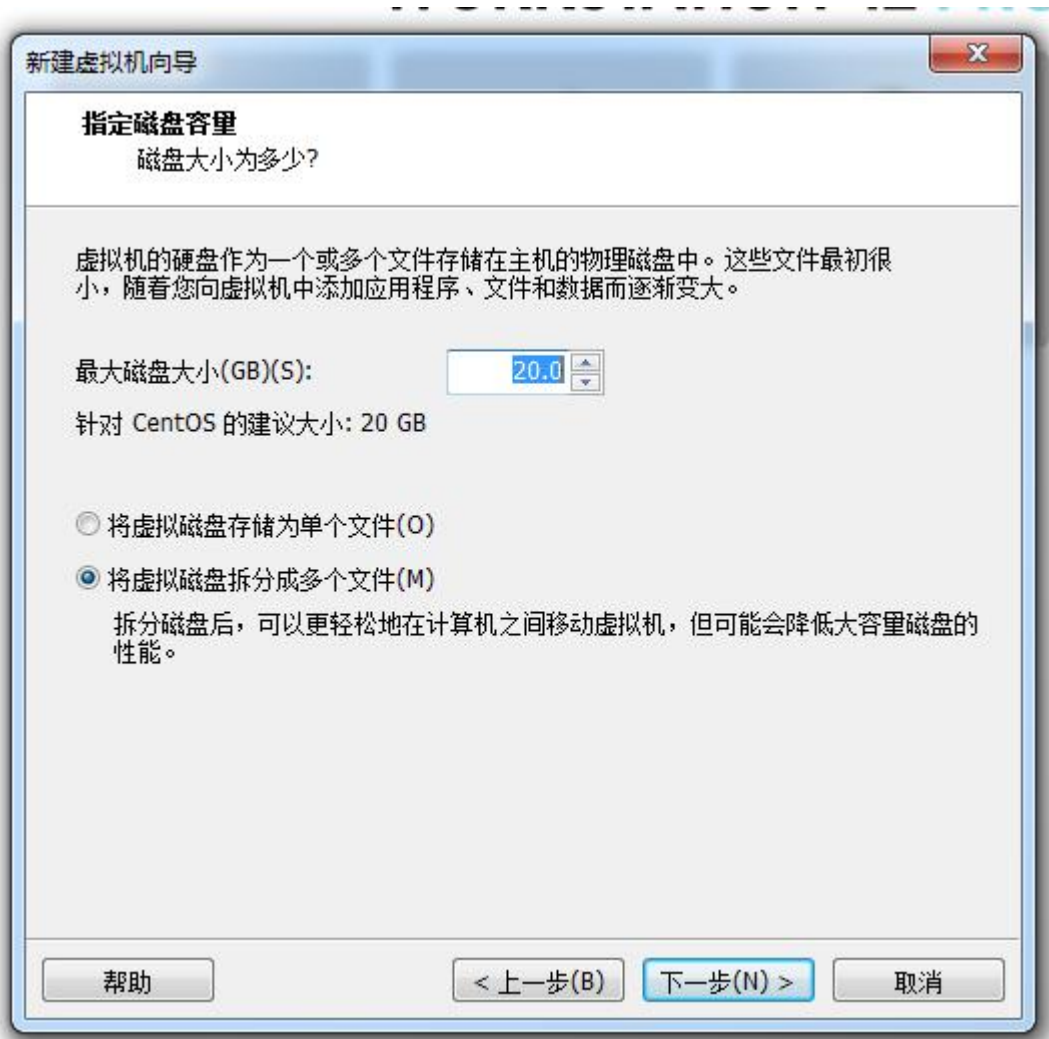 新建虚拟机向导
指定磁盘容量
磁盘大小为多少?
虚拟机的硬盘作为一个或多个文件存储在主机的物理磁盘中。这些文件最初很
小，随着您向虚拟机中添加应用程序、文件和数据而逐渐变大。
最大磁盘大小(GB)(S): 20.0
针对 CentOS 的建议大小: 20 GB
将虚拟磁盘存储为单个文件(O)
将虚拟磁盘拆分成多个文件(M)
拆分磁盘后，可以更轻松地在计算机之间移动虚拟机，但可能会降低大容量磁盘的
性能。
帮助 < 上一步(B) 下一步(N) > 取消